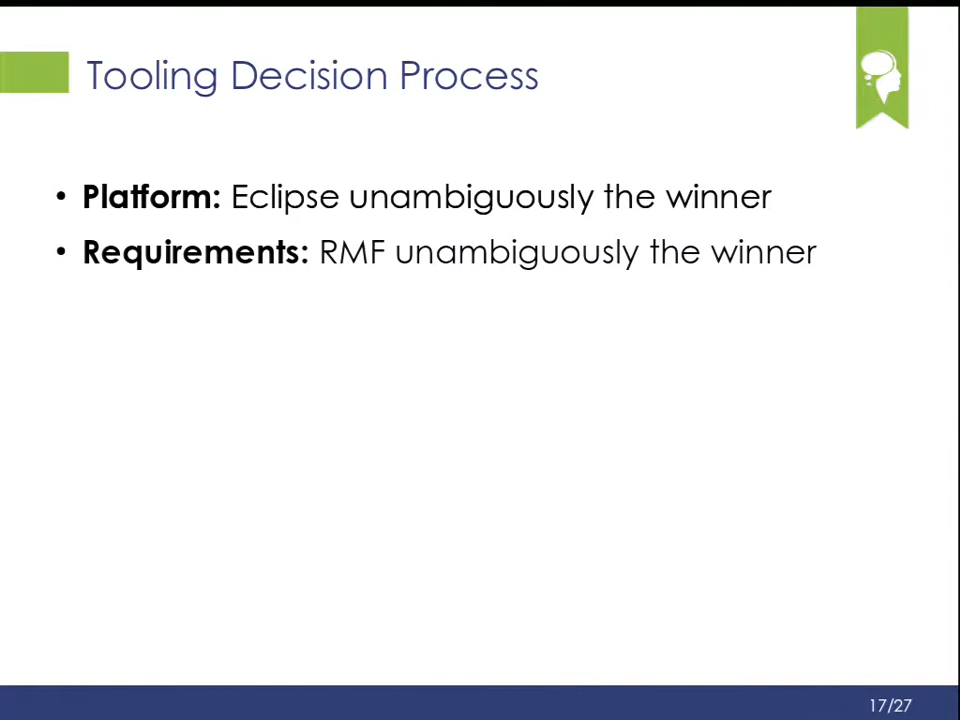 Tooling Decision Process
• Platform: Eclipse unambiguously the winner
• Requirements: RMF unambiguously the winner
17/27